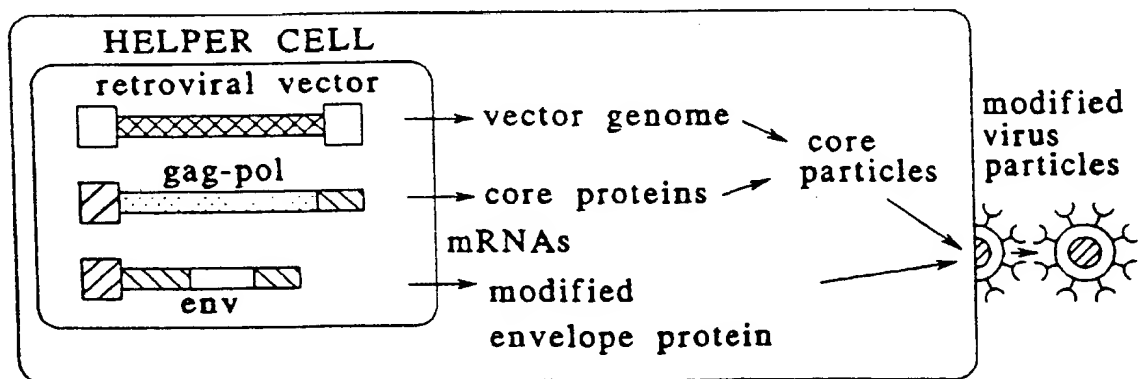 HELPER CELL
retroviral vector
vector genome
gag-pol
core proteins
mRNAs
env
modified
envelope protein
core
particles
modified
virus
particles